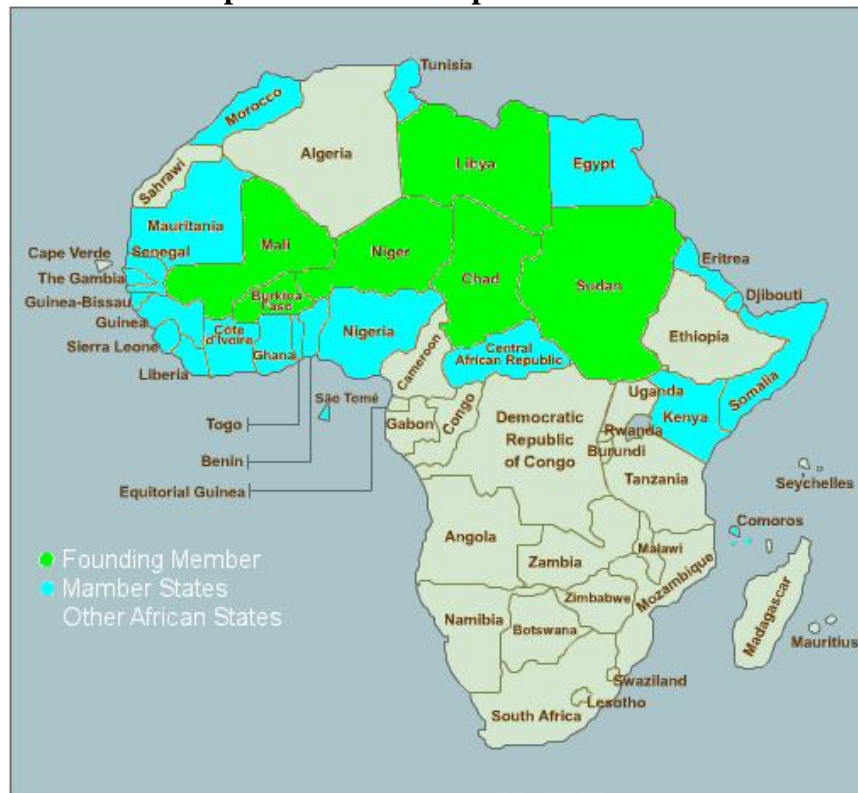 Tunisia
Morocco
Algeria
Libya
Egypt
Sahrawi
Mauritania
Mali
Niger
Cape Verde
Senegal
Chad
Sudan
Eritrea
The Gambia
Burkina
Faso
Djibouti
Guinea-Bissau
Guinea
Côte
d'Ivoire
Nigeria
Ethiopia
Sierra Leone
Ghana
Central
African Republic
Cameroon
Liberia
Somalia
São Tomé
Uganda
Kenya
Togo
Gabon
Congo
Democratic
Republic
of Congo
Rwanda
Burundi
Benin
Tanzania
Equitorial Guinea
Seychelles
Comoros
Angola
Malawi
Founding Member
Zambia
Mozambique
Mamber States
Zimbabwe
Madagascar
Other African States
Namibia
Botswana
Mauritius
Swaziland
Lesotho
South Africa